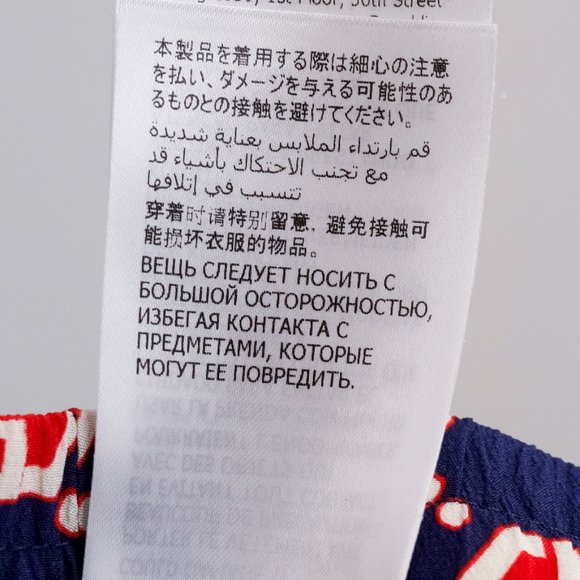 1st Floor, 50th Street
本製品を着用する際は細心の注意
を払い、ダメージを与える可能性のあ
るものとの接触を避けてください。
قم بارتداء الملابس بعناية شديدة
مع تجنب الاحتكاك بأشياء قد
تتسبب في إتلافها
穿着时请特别留意，避免接触可
能损坏衣服的物品。
ВЕЩЬ СЛЕДУЕТ НОСИТЬ С
БОЛЬШОЙ ОСТОРОЖНОСТЬЮ,
ИЗБЕГАЯ КОНТАКТА С
ПРЕДМЕТАМИ, КОТОРЫЕ
МОГУТ ЕЕ ПОВРЕДИТЬ.